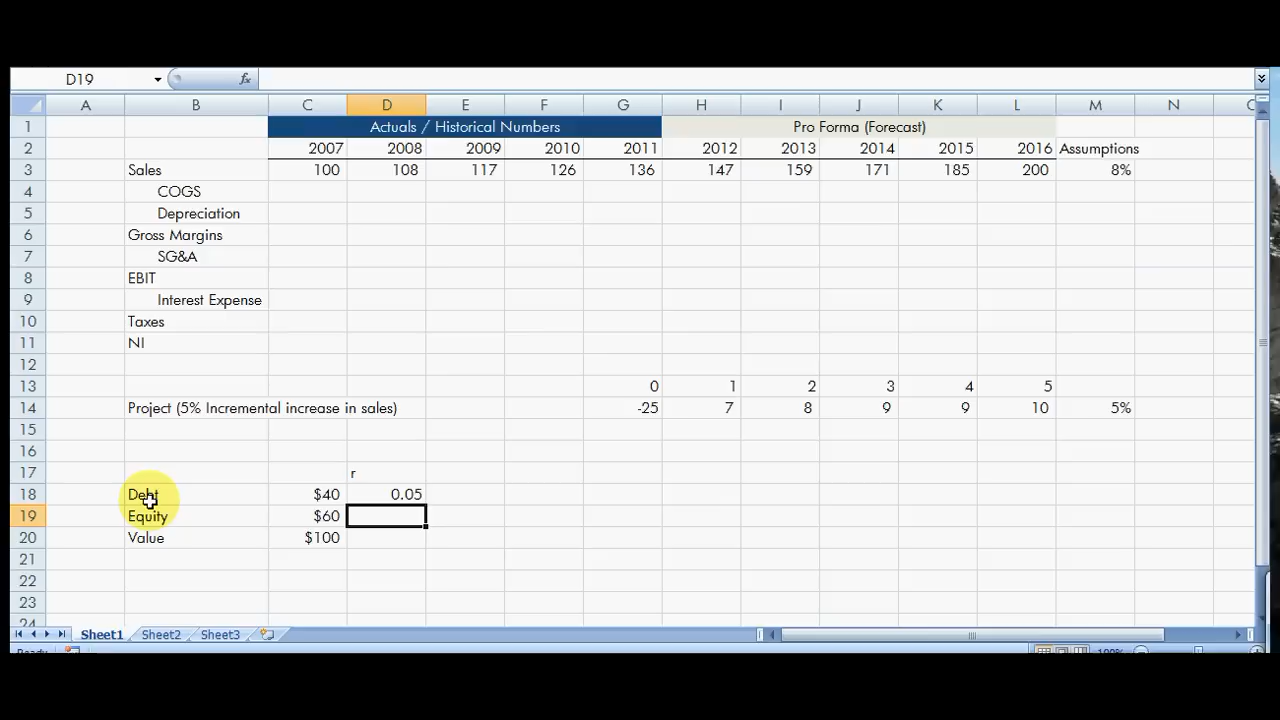 D19 fx
A B C D E F G H I J K L M N
1 Actuals / Historical Numbers Pro Forma (Forecast)
2 2007 2008 2009 2010 2011 2012 2013 2014 2015 2016 Assumptions
3 Sales 100 108 117 126 136 147 159 171 185 200 8%
4 COGS
5 Depreciation
6 Gross Margins
7 SG&A
8 EBIT
9 Interest Expense
10 Taxes
11 NI
12
13 0 1 2 3 4 5
14 Project (5% Incremental increase in sales) -25 7 8 9 9 10 5%
15
16
17 r
18 Debt $40 0.05
19 Equity $60
20 Value $100
21
22
23
24
Sheet1 Sheet2 Sheet3
Ready 100%